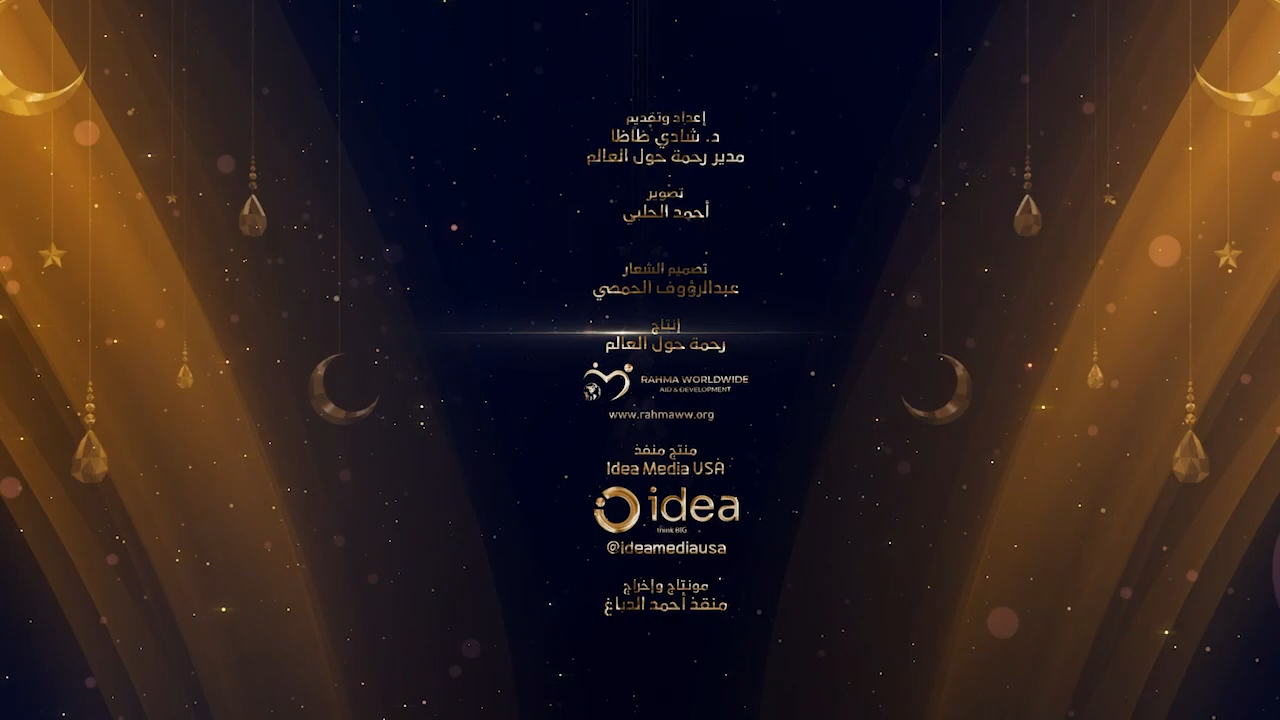 إعداد وتقديم
د. شادي ظاظا
مدير رحمة حول العالم
تصوير
أحمد الحلبي
تصميم الشعار
عبدالرؤوف الحمصي
إنتاج
رحمة حول العالم
RAHMA WORLDWIDE
AID & DEVELOPMENT
www.rahmaww.org
منتج منفذ
Idea Media USA
idea
think BIG
@ideamediausa
مونتاج وإخراج
منقذ أحمد الدباغ